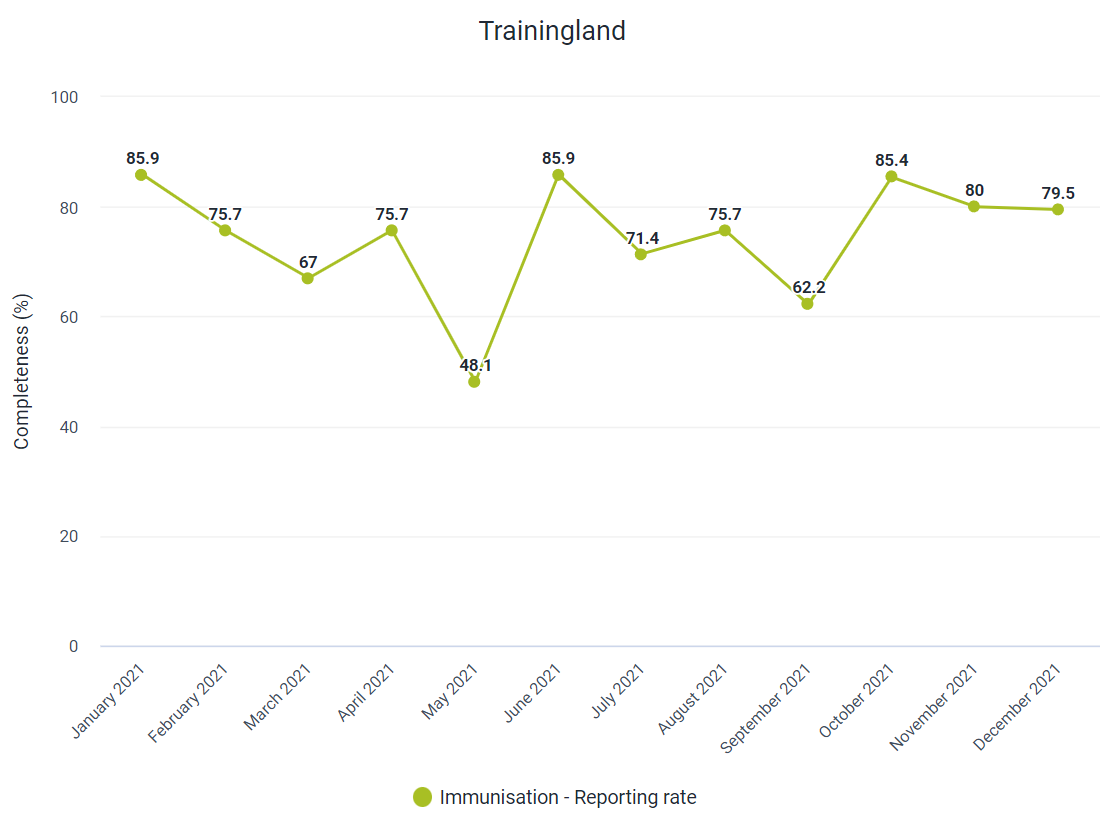 Trainingland
Completeness (%)
100
80
60
40
20
0
85.9
75.7
67
75.7
48.1
85.9
71.4
75.7
62.2
85.4
80
79.5
January 2021
February 2021
March 2021
April 2021
May 2021
June 2021
July 2021
August 2021
September 2021
October 2021
November 2021
December 2021
Immunisation - Reporting rate